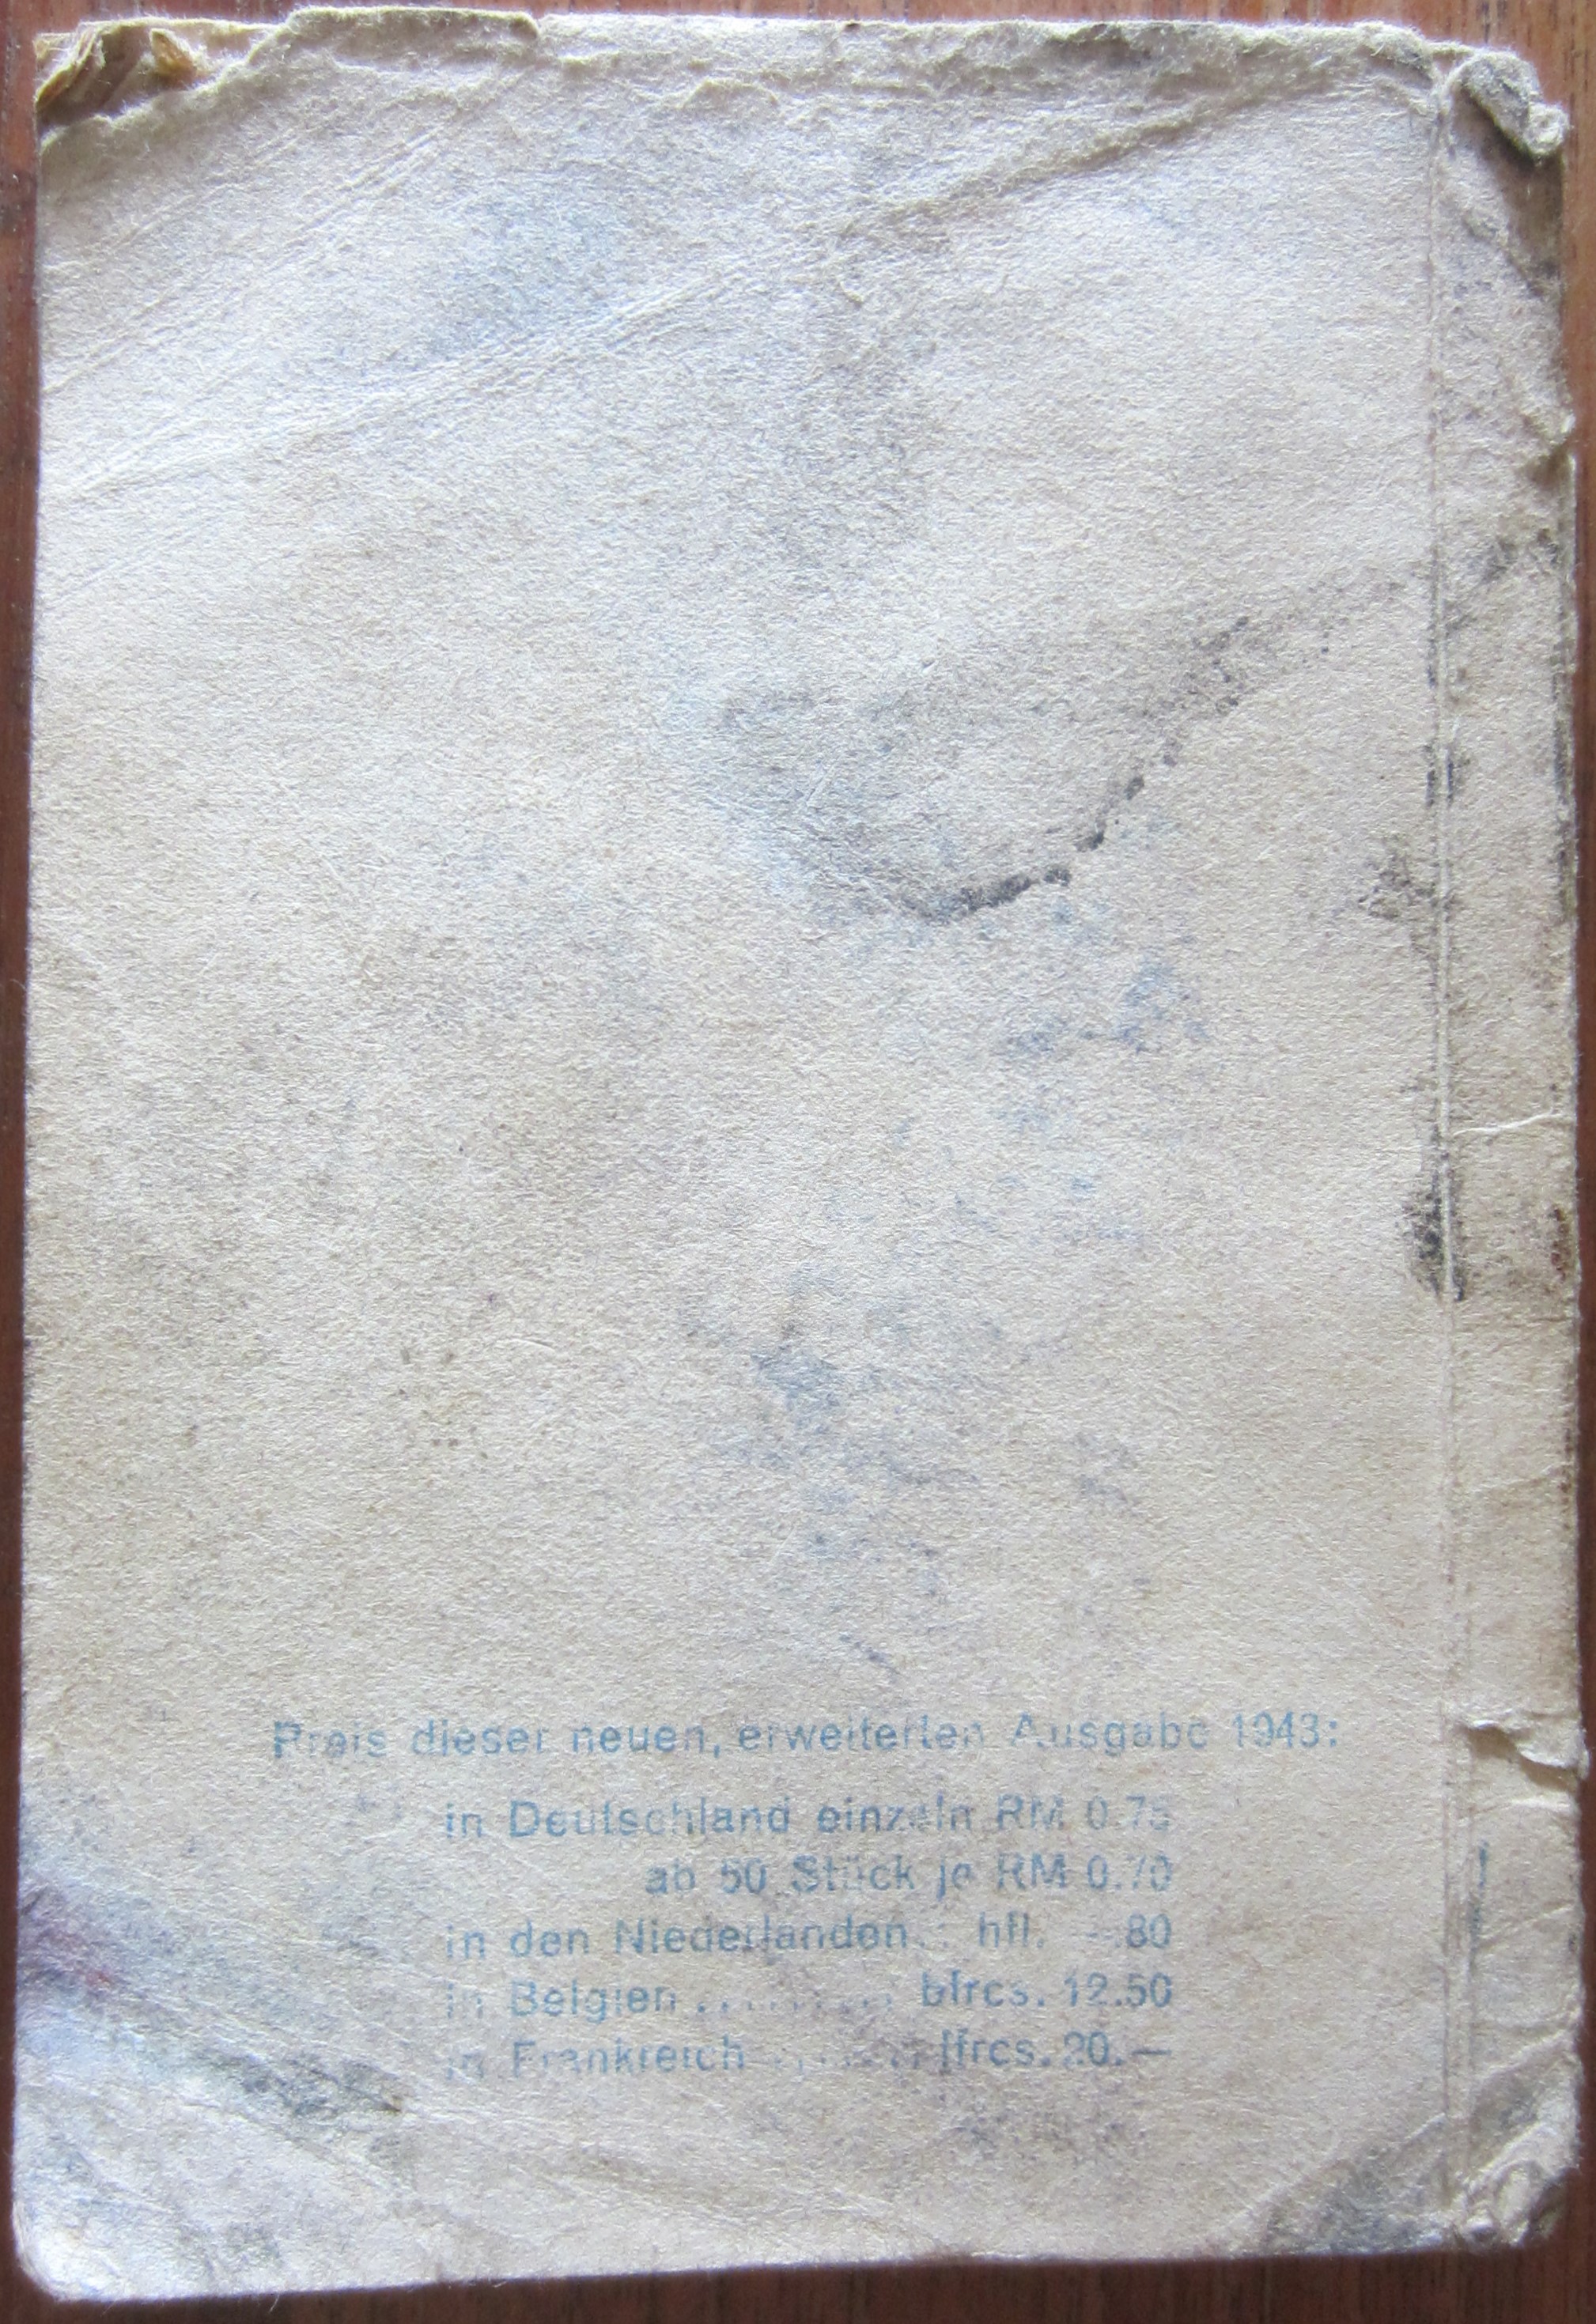 Preis dieser neuen, erweiterten Ausgabe 1943:
in Deutschland einzeln RM 0.75
ab 50 Stück je RM 0.70
in den Niederlanden.. hfl. –.80
in Belgien .......... bfrcs. 12.50
in Frankreich ........ ffrcs. 20.—